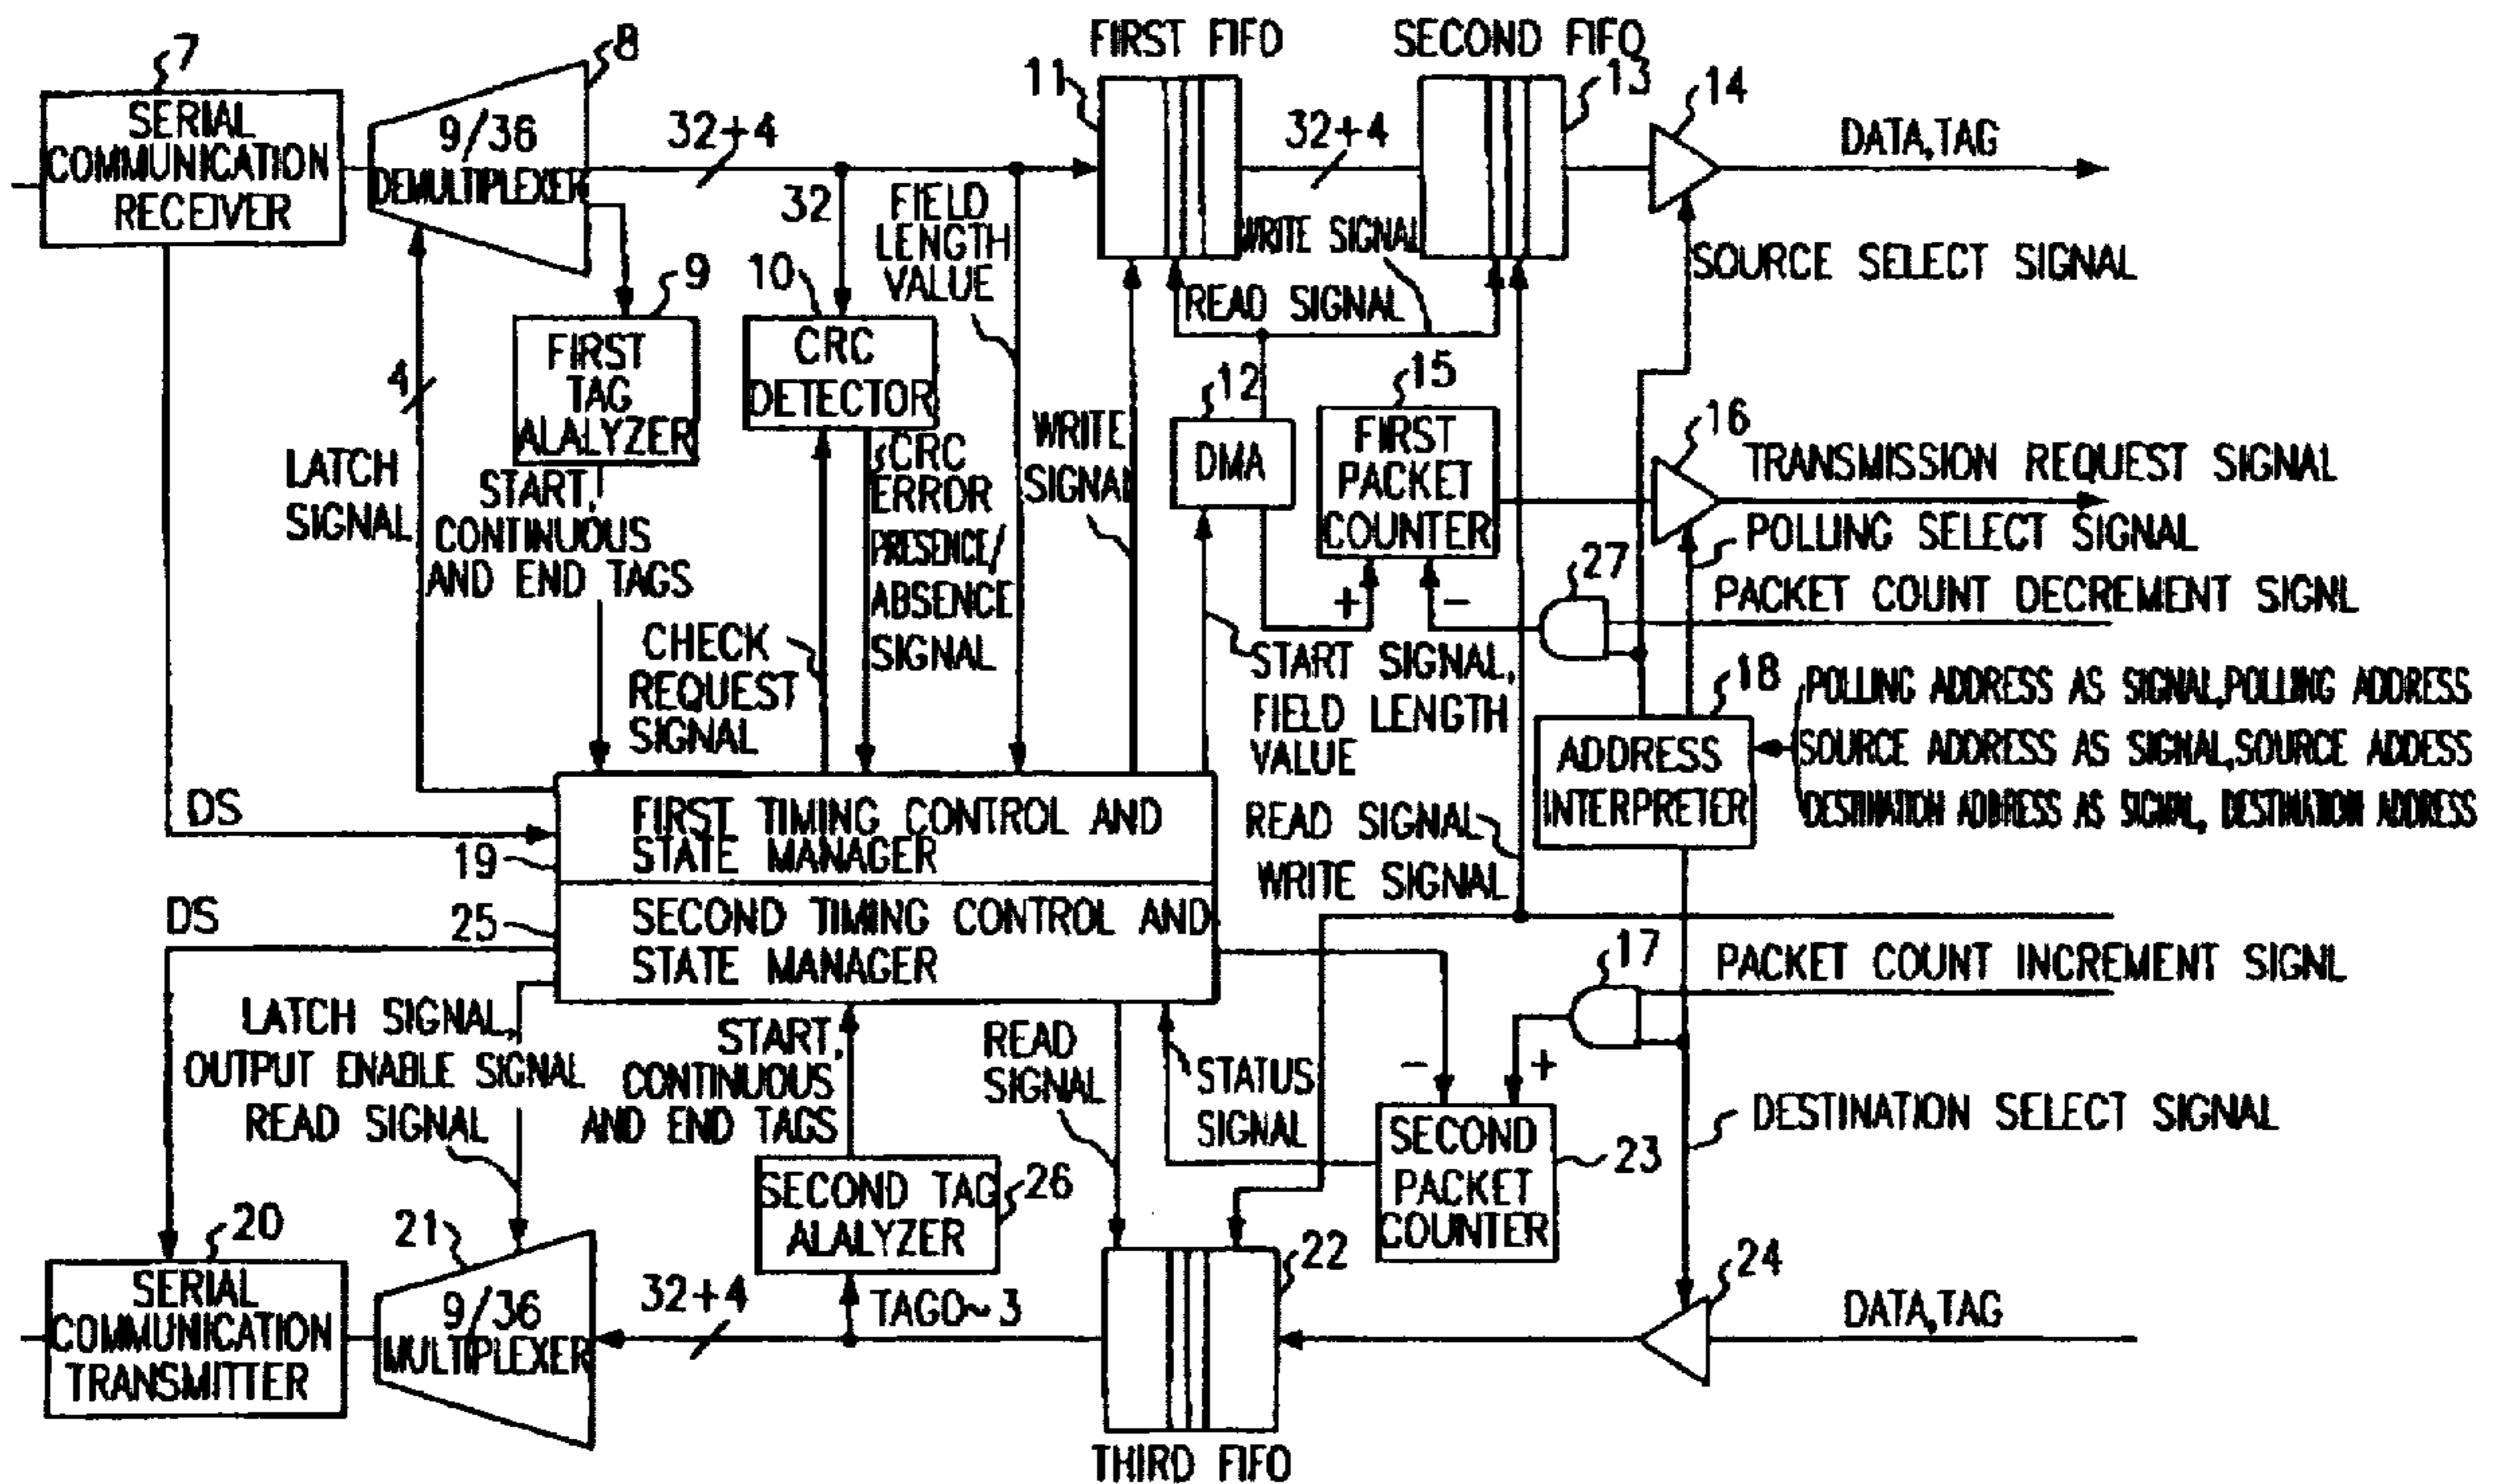 FIRST FIFO
SECOND FIFO
7
8
11
13
14
SERIAL
COMMUNICATION
RECEIVER
9/36
DEMULTIPLEXER
32+4
32
FIELD
LENGTH
VALUE
32+4
DATA,TAG
WRITE SIGNAL
READ SIGNAL
SOURCE SELECT SIGNAL
9
10
FIRST
TAG
ALALYZER
CRC
DETECTOR
4
12
DMA
15
FIRST
PACKET
COUNTER
16
TRANSMISSION REQUEST SIGNAL
POLLING SELECT SIGNAL
27
PACKET COUNT DECREMENT SIGNL
+
-
LATCH
SIGNAL
START,
CONTINUOUS
AND END TAGS
CRC
ERROR
PRESENCE/
ABSENCE
SIGNAL
WRITE
SIGNAL
CHECK
REQUEST
SIGNAL
START SIGNAL,
FIELD LENGTH
VALUE
18
ADDRESS
INTERPRETER
POLLING ADDRESS AS SIGNAL,POLLING ADDRESS
SOURCE ADDRESS AS SIGNAL,SOURCE ADDESS
DESTINATION ADDRESS AS SIGNAL, DESTINATION ADDRESS
DS
19
FIRST TIMING CONTROL AND
STATE MANAGER
READ SIGNAL
WRITE SIGNAL
DS
25
SECOND TIMING CONTROL AND
STATE MANAGER
17
PACKET COUNT INCREMENT SIGNL
LATCH SIGNAL,
OUTPUT ENABLE SIGNAL
READ SIGNAL
START,
CONTINUOUS
AND END TAGS
READ
SIGNAL
STATUS
SIGNAL
-
+
SECOND
PACKET
COUNTER
23
DESTINATION SELECT SIGNAL
SECOND TAG
ALALYZER
26
20
21
22
24
SERIAL
COMMUNICATION
TRANSMITTER
9/36
MULTIPLEXER
32+4
TAG0~3
DATA,TAG
THIRD FIFO